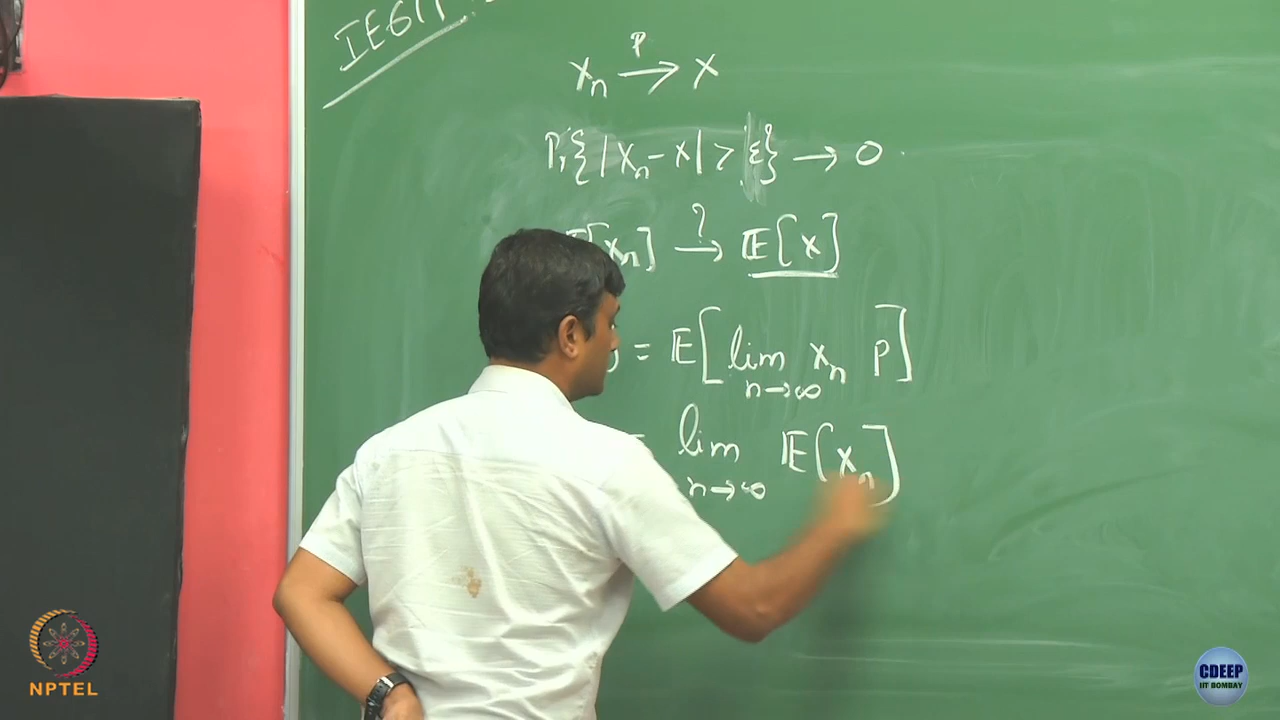 IE611
Xn →ᴾ X
Pr{|Xn - X| > ε} → 0
E[Xn] →? E[X]
= E[lim n→∞ Xn P]
= lim n→∞ E[Xn]
NPTEL
CDEEP
IIT BOMBAY